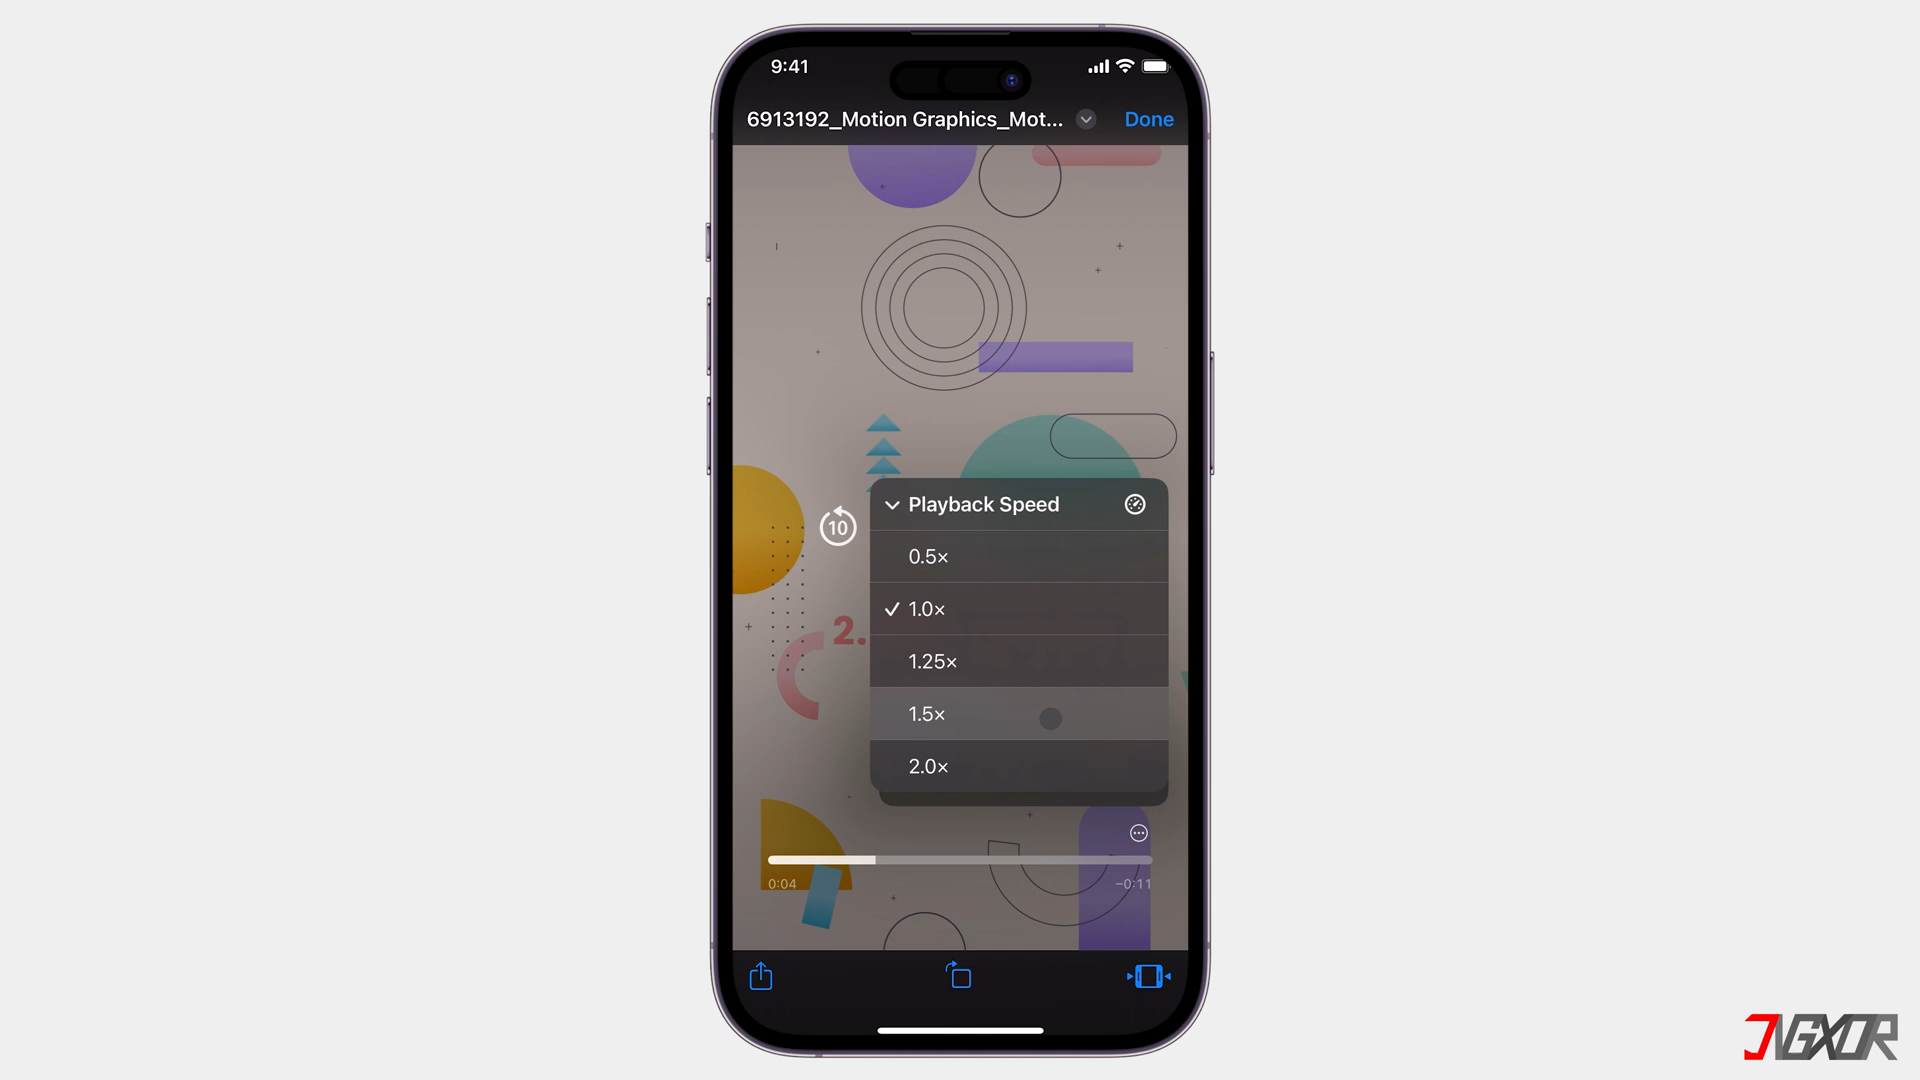 9:41
6913192_Motion Graphics_Mot...
Done
Playback Speed
10
0.5×
✓ 1.0×
2.
1.25×
1.5×
2.0×
0:04
−0:11
JVGXOR